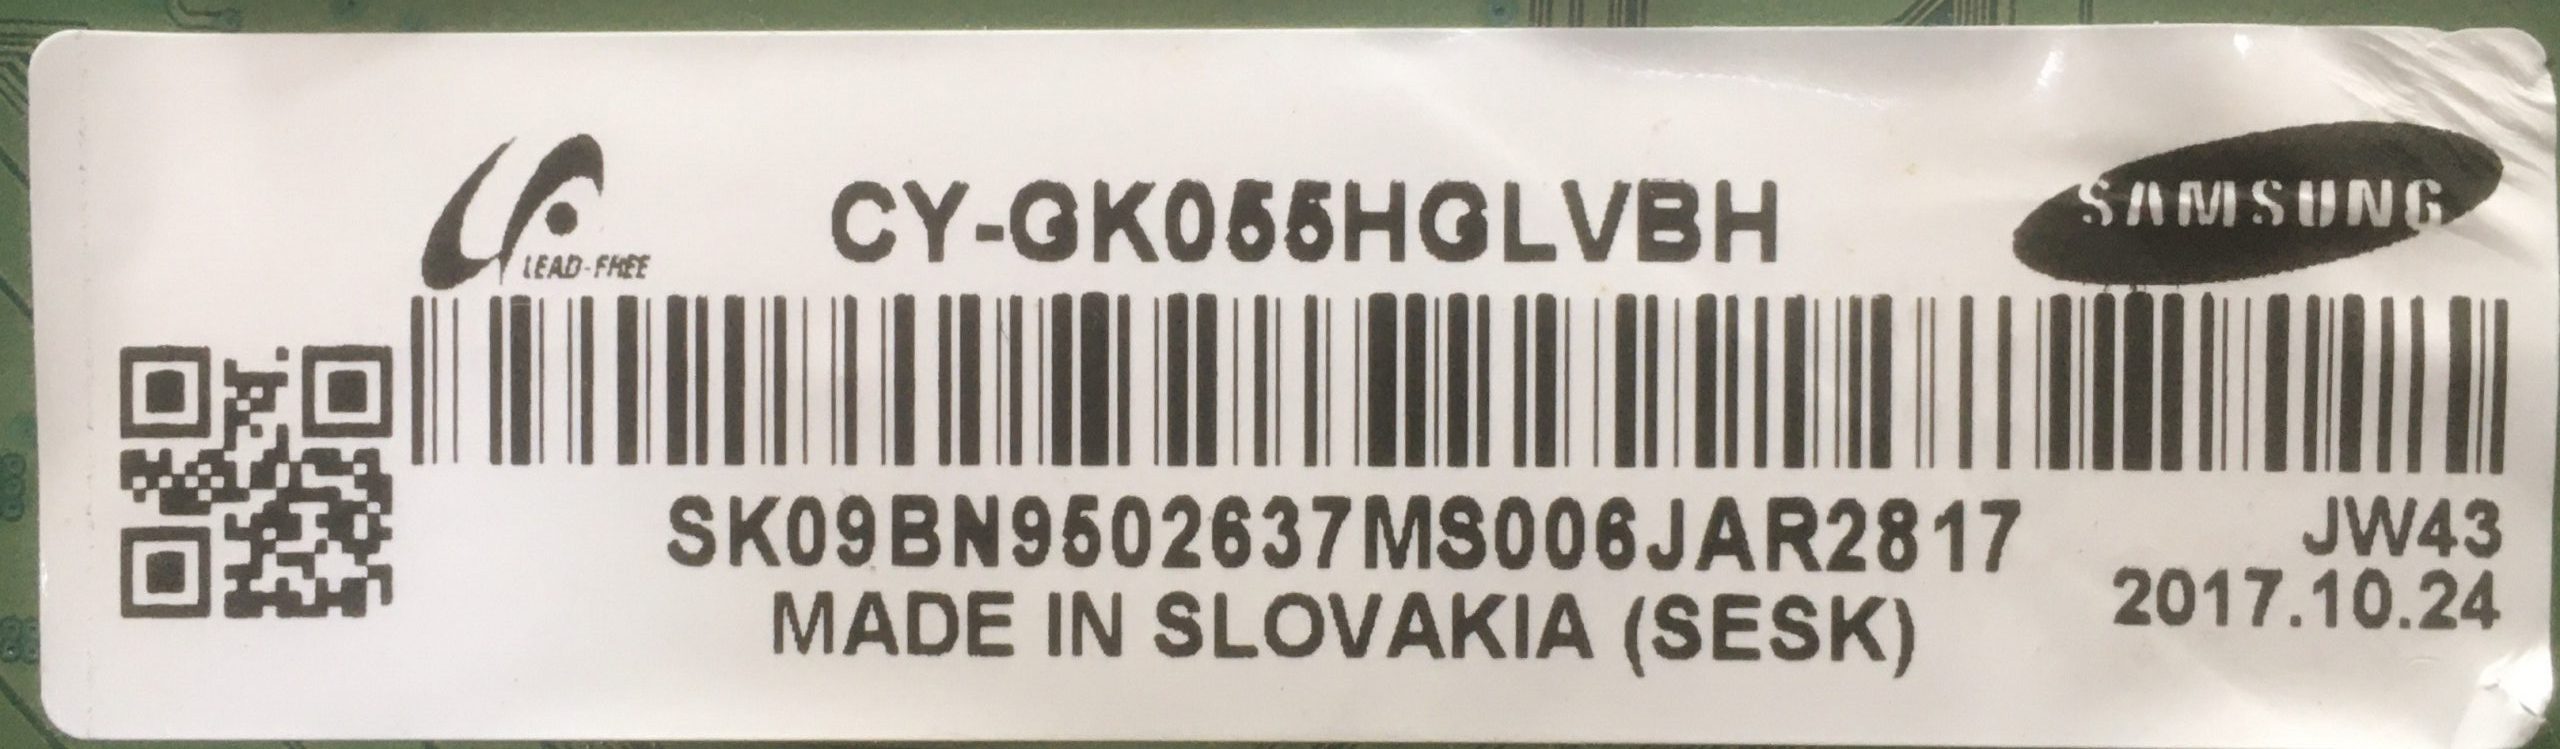 LEAD-FREE
CY-GK055HGLVBH
SAMSUNG
SK09BN9502637MS006JAR2817
JW43
MADE IN SLOVAKIA (SESK)
2017.10.24